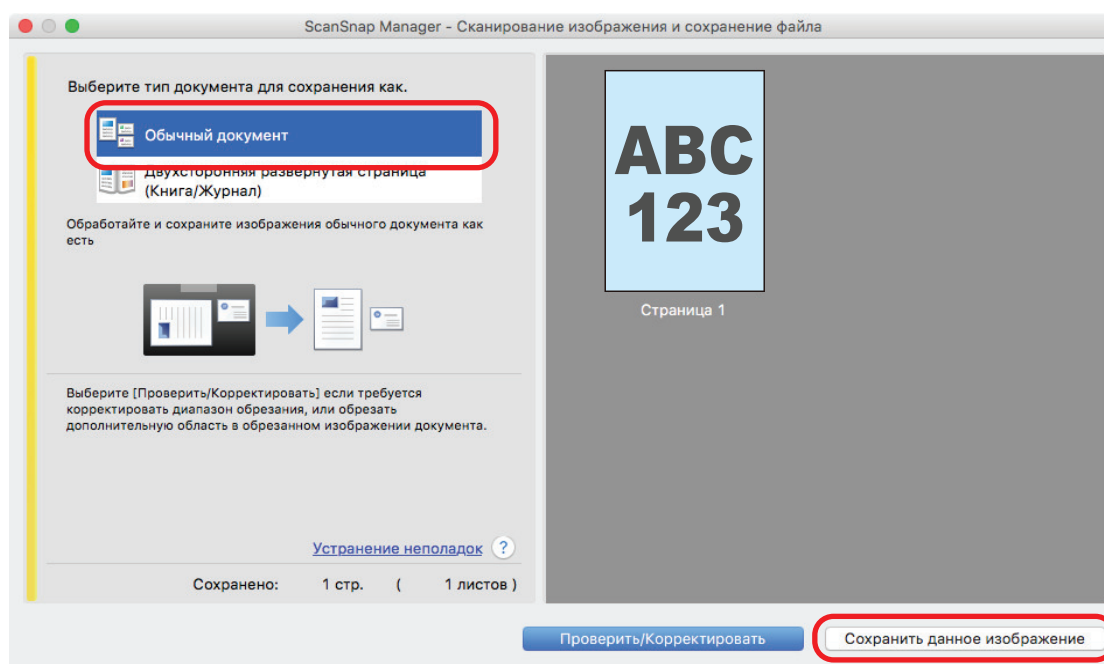 ScanSnap Manager - Сканирование изображения и сохранение файла
Выберите тип документа для сохранения как.
Обычный документ
Двухсторонняя развернутая страница
(Книга/Журнал)
Обработайте и сохраните изображения обычного документа как
есть
Выберите [Проверить/Корректировать] если требуется
корректировать диапазон обрезания, или обрезать
дополнительную область в обрезанном изображении документа.
Устранение неполадок ?
Сохранено: 1 стр. ( 1 листов )
ABC
123
Страница 1
Проверить/Корректировать
Сохранить данное изображение